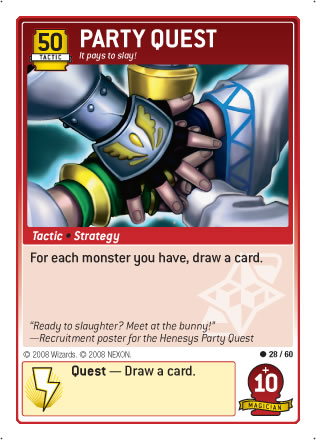 50
TACTIC
PARTY QUEST
It pays to slay!
Tactic • Strategy
For each monster you have, draw a card.
"Ready to slaughter? Meet at the bunny!"
—Recruitment poster for the Henesys Party Quest
© 2008 Wizards. © 2008 NEXON.
● 28 / 60
Quest — Draw a card.
+
10
MAGICIAN